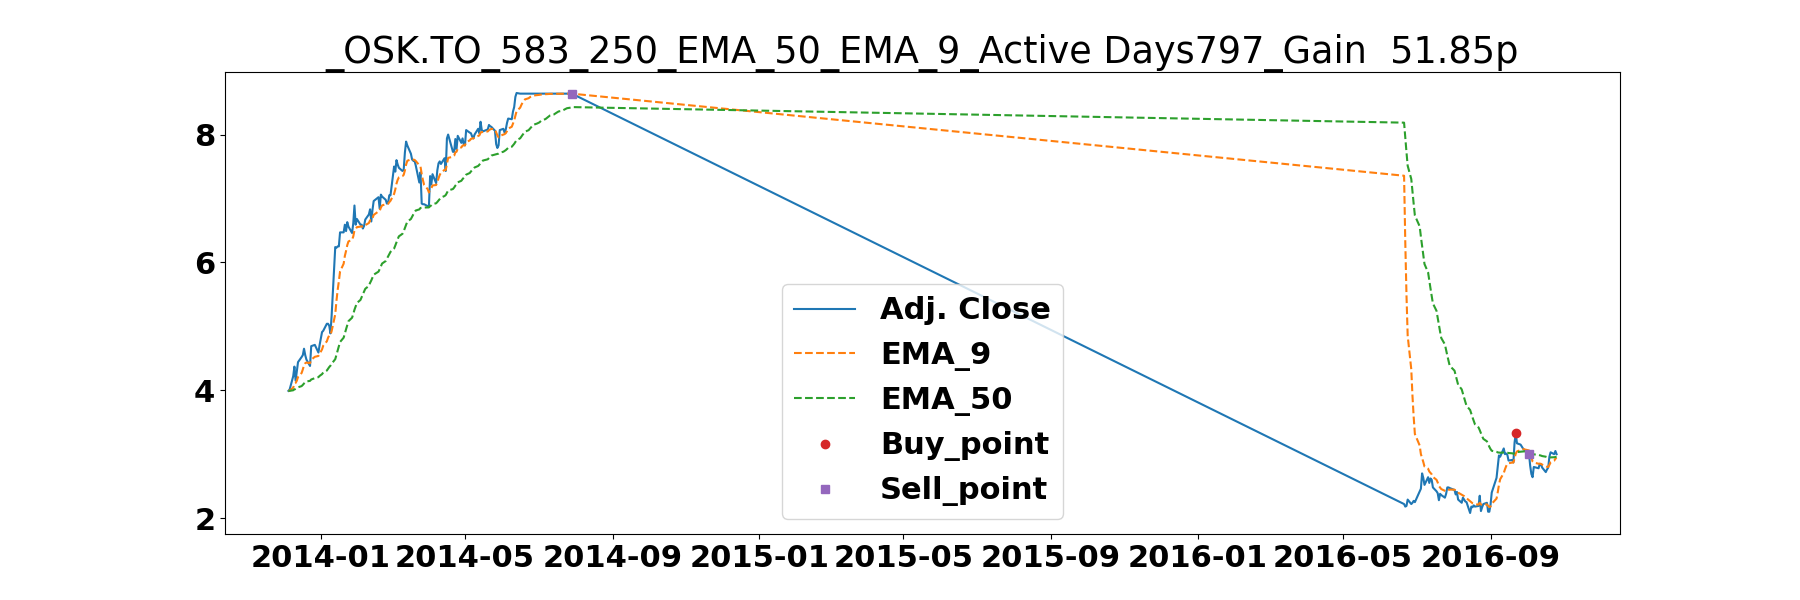 _OSK.TO_583_250_EMA_50_EMA_9_Active Days797_Gain  51.85p
8
6
4
2
Adj. Close
EMA_9
EMA_50
Buy_point
Sell_point
2014-01 2014-05 2014-09 2015-01 2015-05 2015-09 2016-01 2016-05 2016-09